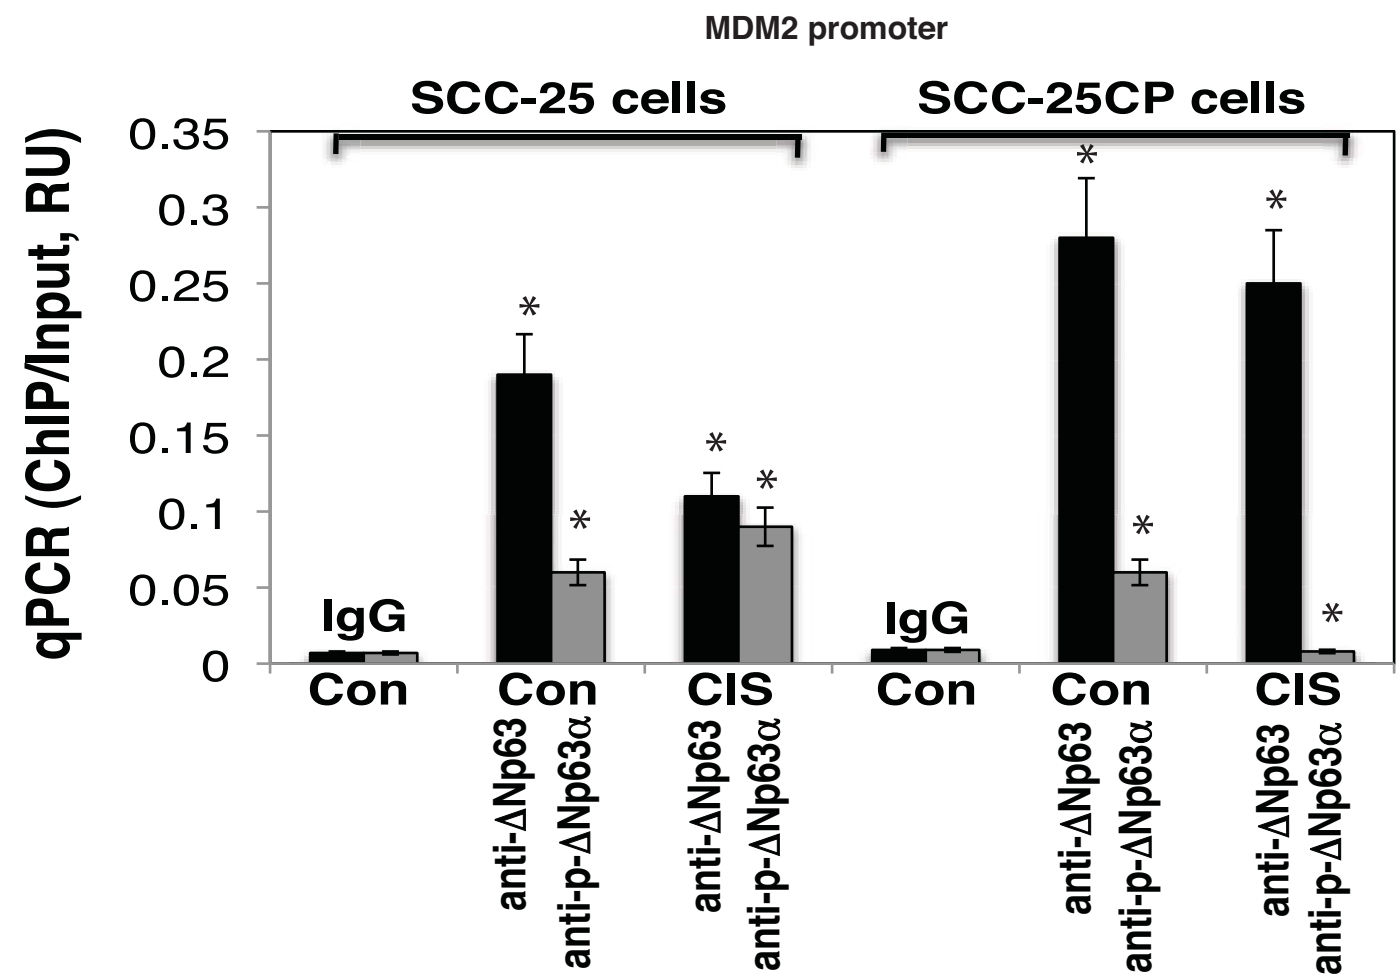 MDM2 promoter
SCC-25 cells
SCC-25CP cells
qPCR (ChIP/Input, RU)
0.35
0.3
0.25
0.2
0.15
0.1
0.05
0
*
*
*
*
*
*
*
*
IgG
IgG
Con
Con
CIS
Con
Con
CIS
anti-ΔNp63
anti-p-ΔNp63α
anti-ΔNp63
anti-p-ΔNp63α
anti-ΔNp63
anti-p-ΔNp63α
anti-ΔNp63
anti-p-ΔNp63α